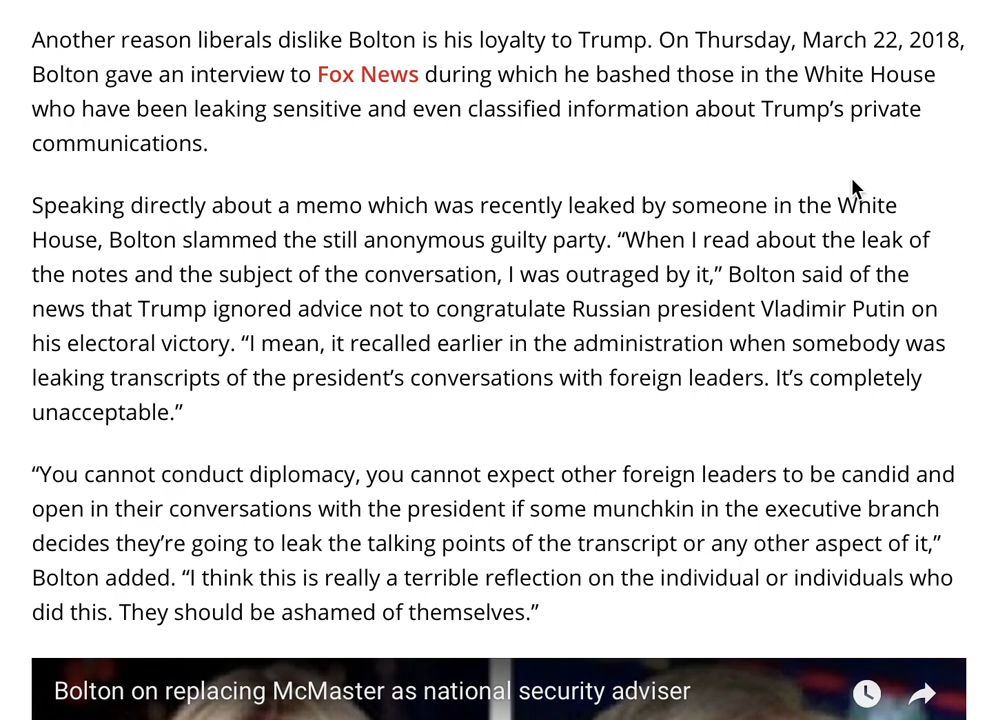 Another reason liberals dislike Bolton is his loyalty to Trump. On Thursday, March 22, 2018,
Bolton gave an interview to Fox News during which he bashed those in the White House
who have been leaking sensitive and even classified information about Trump’s private
communications.
Speaking directly about a memo which was recently leaked by someone in the White
House, Bolton slammed the still anonymous guilty party. “When I read about the leak of
the notes and the subject of the conversation, I was outraged by it,” Bolton said of the
news that Trump ignored advice not to congratulate Russian president Vladimir Putin on
his electoral victory. “I mean, it recalled earlier in the administration when somebody was
leaking transcripts of the president’s conversations with foreign leaders. It’s completely
unacceptable.”
“You cannot conduct diplomacy, you cannot expect other foreign leaders to be candid and
open in their conversations with the president if some munchkin in the executive branch
decides they’re going to leak the talking points of the transcript or any other aspect of it,”
Bolton added. “I think this is really a terrible reflection on the individual or individuals who
did this. They should be ashamed of themselves.”
Bolton on replacing McMaster as national security adviser